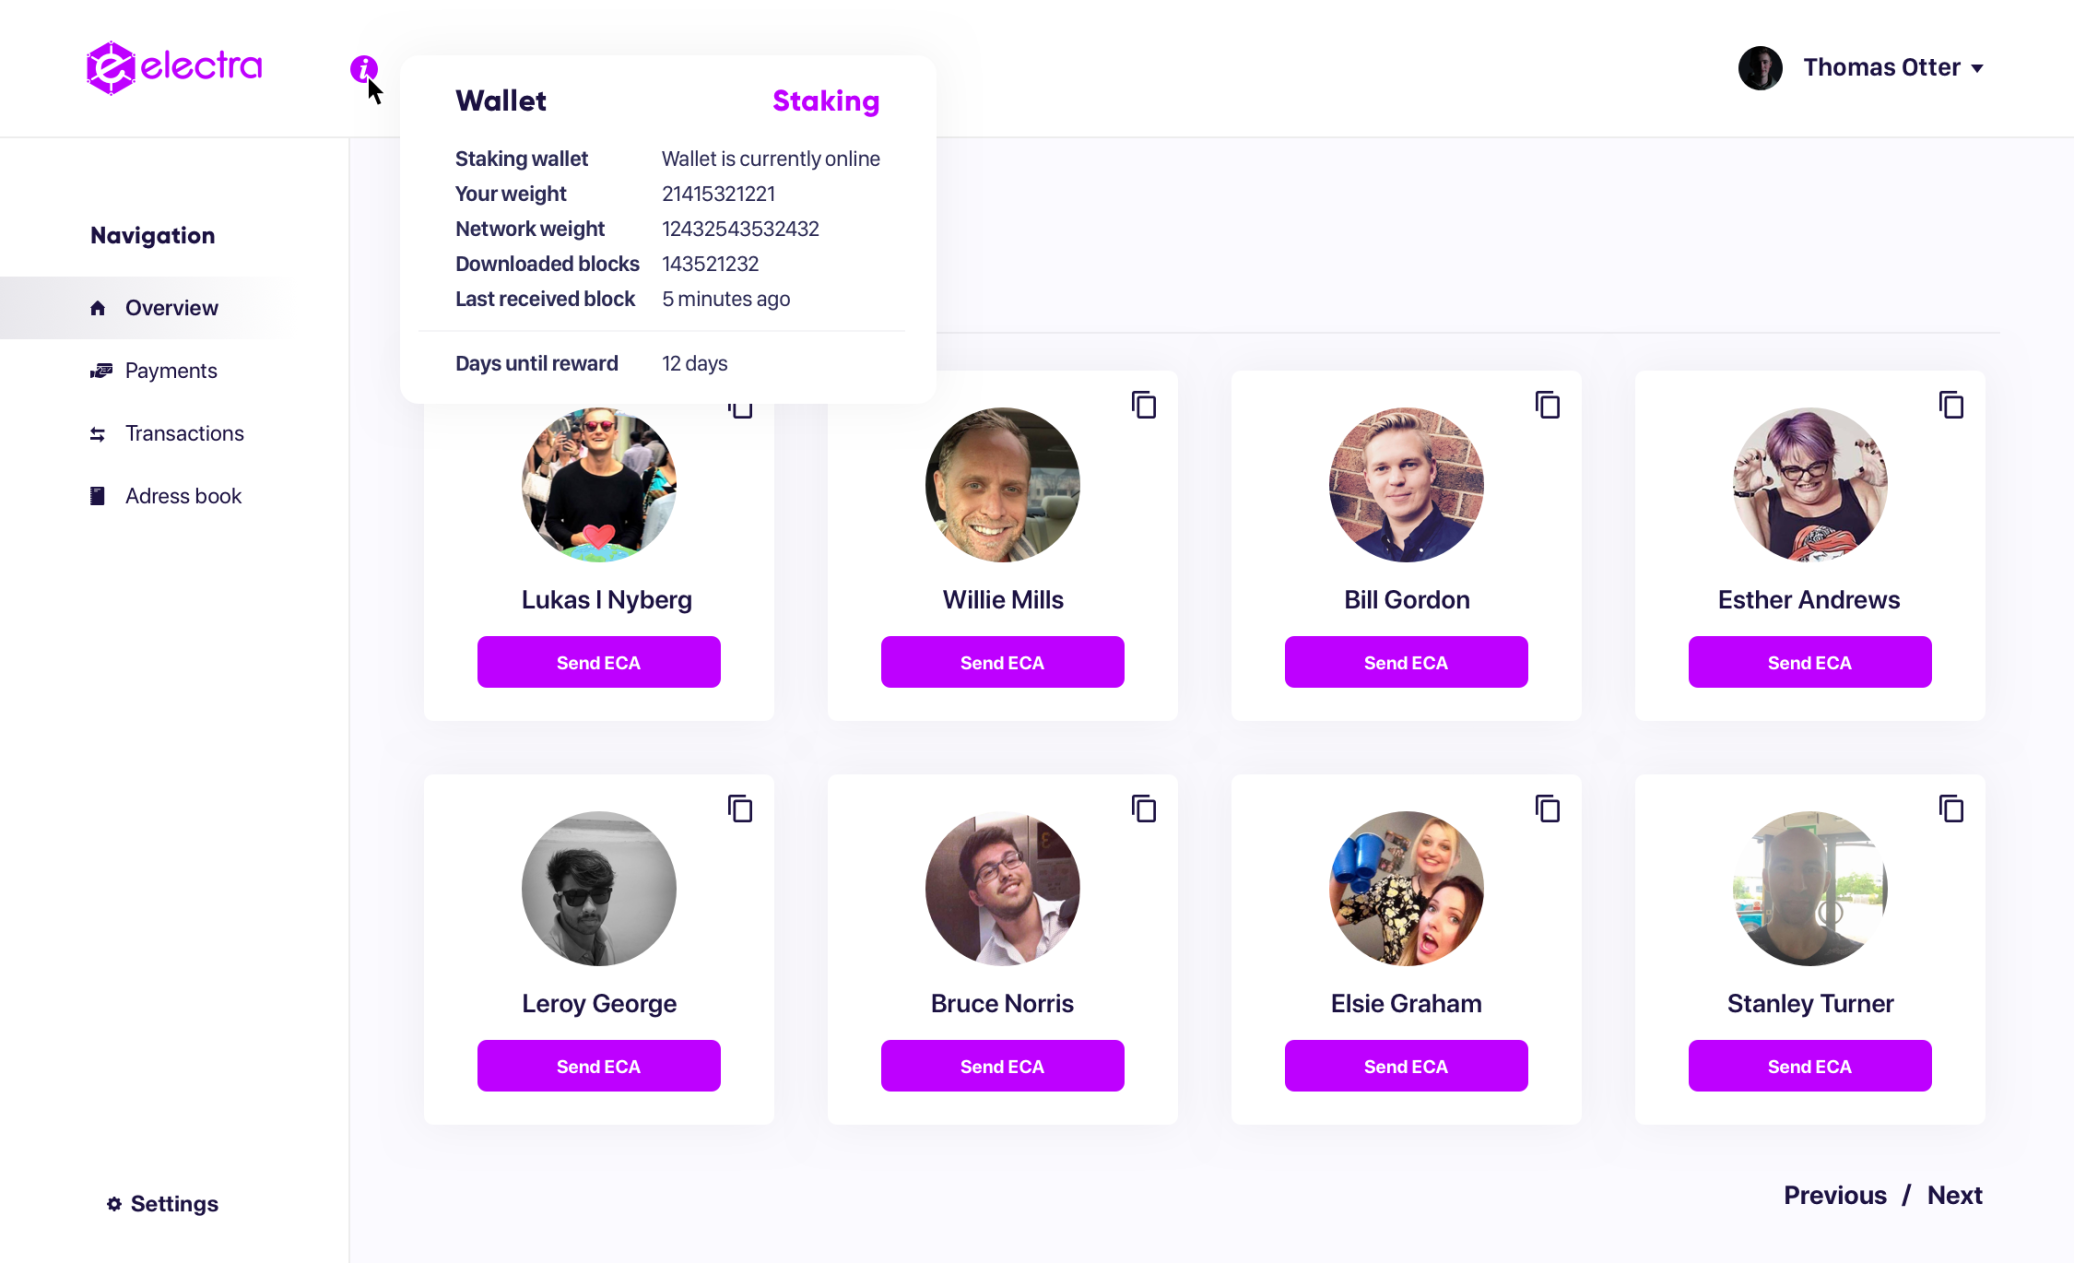 electra
i
Wallet Staking
Staking wallet Wallet is currently online
Your weight 21415321221
Network weight 12432543532432
Downloaded blocks 143521232
Last received block 5 minutes ago
Days until reward 12 days
Thomas Otter
Navigation
Overview
Payments
Transactions
Adress book
Settings
Lukas I Nyberg
Send ECA
Willie Mills
Send ECA
Bill Gordon
Send ECA
Esther Andrews
Send ECA
Leroy George
Send ECA
Bruce Norris
Send ECA
Elsie Graham
Send ECA
Stanley Turner
Send ECA
Previous / Next